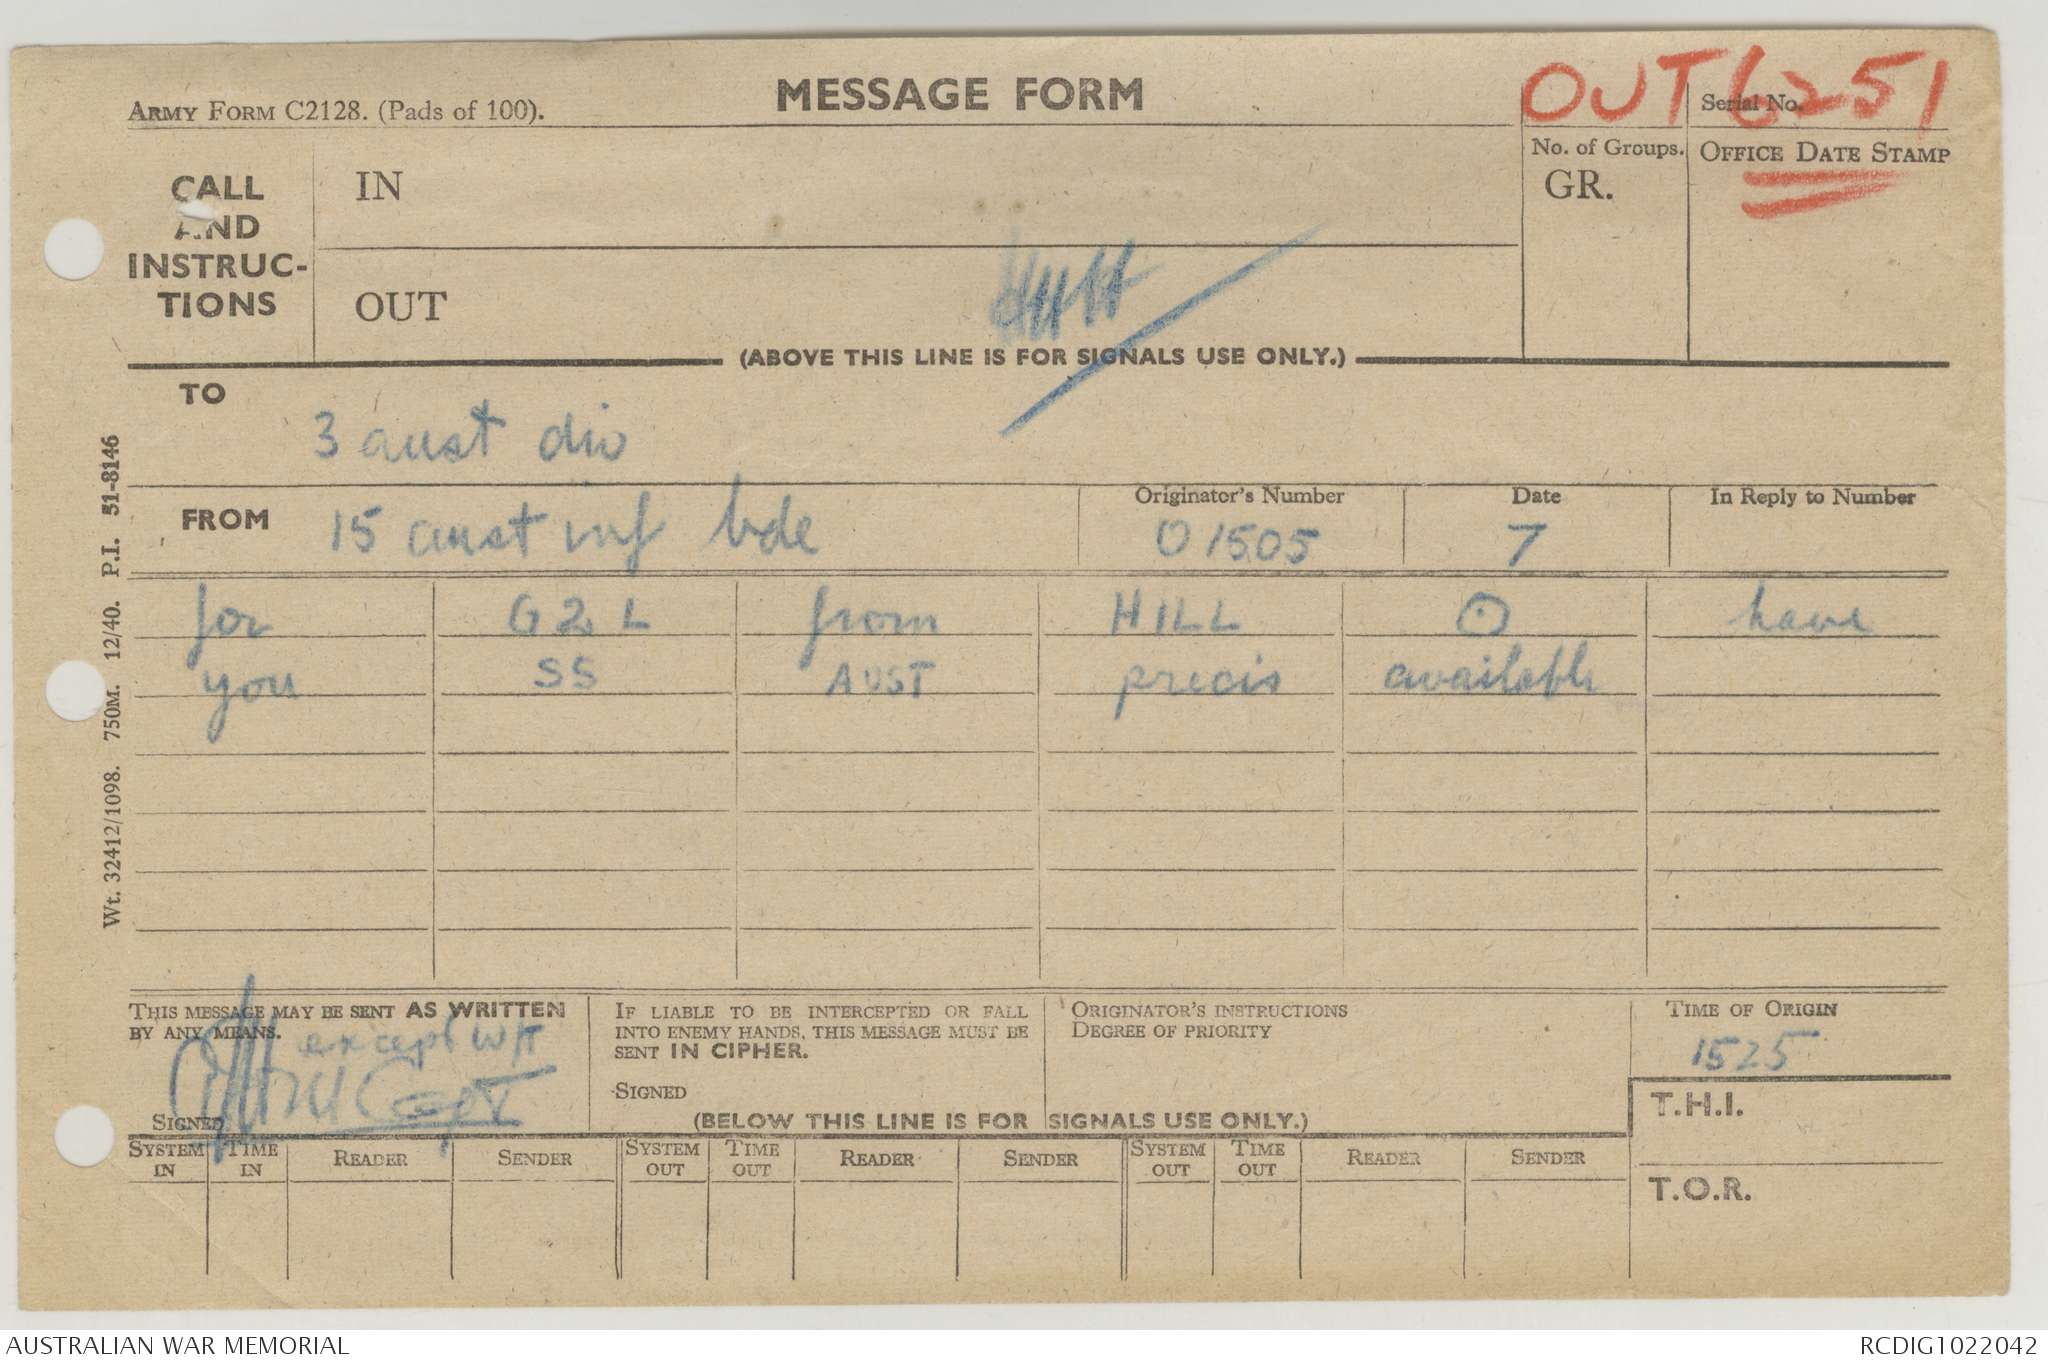 OUT 6251
ARMY FORM C2128. (Pads of 100).
MESSAGE FORM
Serial No.
CALL AND INSTRUC-TIONS
IN
No. of Groups.
GR.
OFFICE DATE STAMP
OUT
(ABOVE THIS LINE IS FOR SIGNALS USE ONLY.)
TO
3 aust div
FROM
15 aust inf bde
Originator's Number
O 1505
Date
7
In Reply to Number
for G2L from HILL ⊙ have
you SS AUST precis available
Wt. 32412/1098. 750M. 12/40. P.I. 51-8146
THIS MESSAGE MAY BE SENT AS WRITTEN
BY ANY MEANS.
except W/T
Capt
SIGNED
IF LIABLE TO BE INTERCEPTED OR FALL
INTO ENEMY HANDS, THIS MESSAGE MUST BE
SENT IN CIPHER.
SIGNED
ORIGINATOR'S INSTRUCTIONS
DEGREE OF PRIORITY
TIME OF ORIGIN
1525
(BELOW THIS LINE IS FOR SIGNALS USE ONLY.)
T.H.I.
SYSTEM IN TIME IN READER SENDER SYSTEM OUT TIME OUT READER SENDER SYSTEM OUT TIME OUT READER SENDER
T.O.R.
AUSTRALIAN WAR MEMORIAL
RCDIG1022042